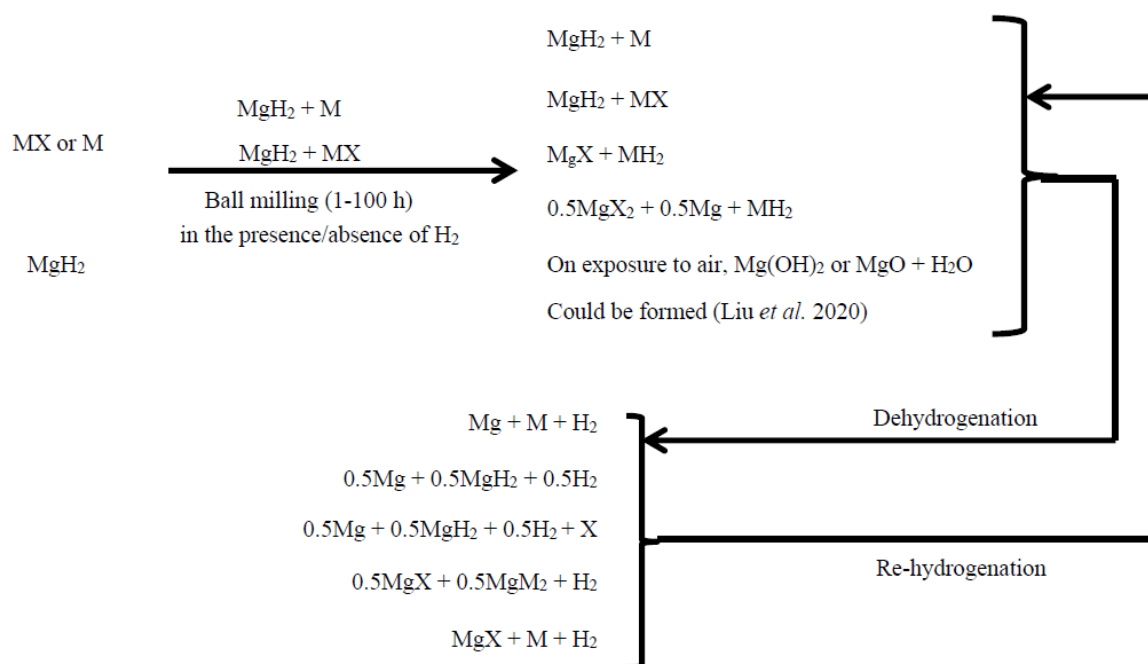 MX or M
MgH₂
MgH₂ + M
MgH₂ + MX
Ball milling (1-100 h)
in the presence/absence of H₂
MgH₂ + M
MgH₂ + MX
M₉X + MH₂
0.5MgX₂ + 0.5Mg + MH₂
On exposure to air, Mg(OH)₂ or MgO + H₂O
Could be formed (Liu et al. 2020)
Dehydrogenation
Mg + M + H₂
0.5Mg + 0.5MgH₂ + 0.5H₂
0.5Mg + 0.5MgH₂ + 0.5H₂ + X
0.5MgX + 0.5MgM₂ + H₂
MgX + M + H₂
Re-hydrogenation